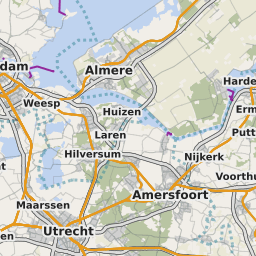 dam
Almere
Harde
Weesp
Huizen
Erm
Laren
Putt
Hilversum
Nijkerk
Voorthu
Amersfoort
Maarssen
Utrecht
en